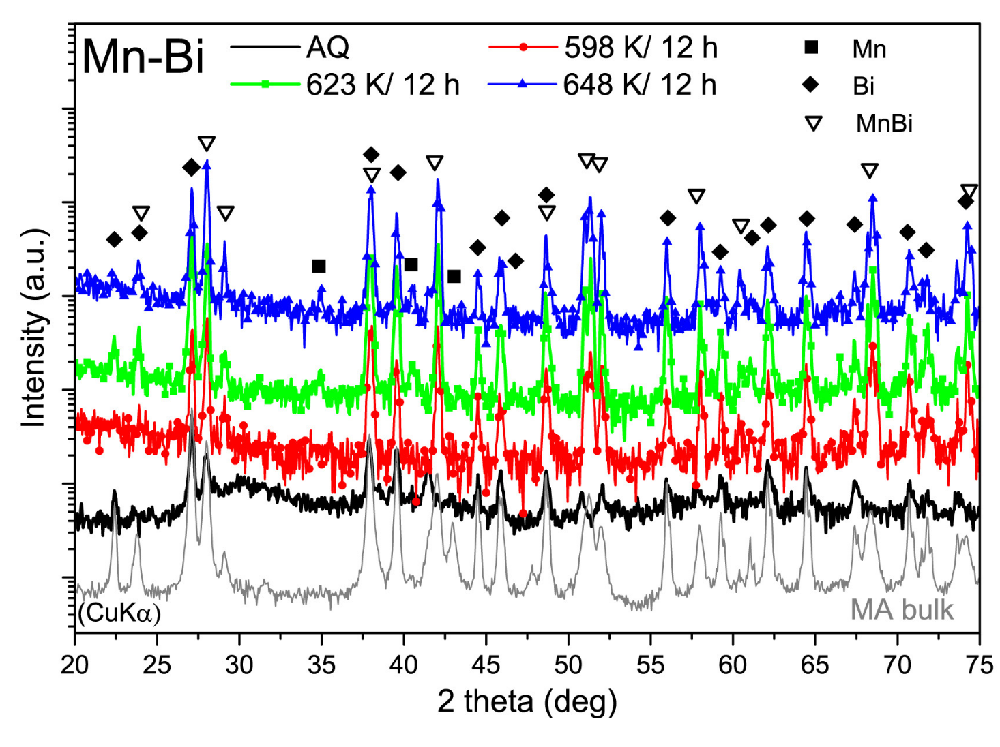 Mn-Bi
AQ
598 K/ 12 h
623 K/ 12 h
648 K/ 12 h
Mn
Bi
MnBi
Intensity (a.u.)
(CuKα)
MA bulk
20 25 30 35 40 45 50 55 60 65 70 75
2 theta (deg)